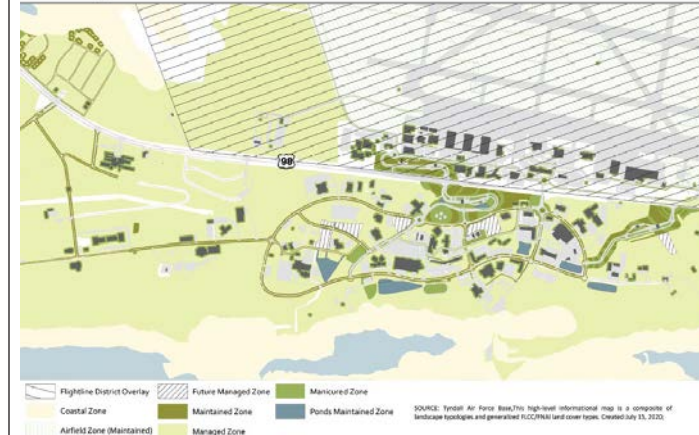 98
Flightline District Overlay
Future Managed Zone
Manicured Zone
Coastal Zone
Maintained Zone
Ponds Maintained Zone
Airfield Zone (Maintained)
Managed Zone
SOURCE: Tyndall Air Force Base,This high-level informational map is a composite of
landscape typologies and generalized FLCC/FNAI land cover types. Created July 15, 2020;